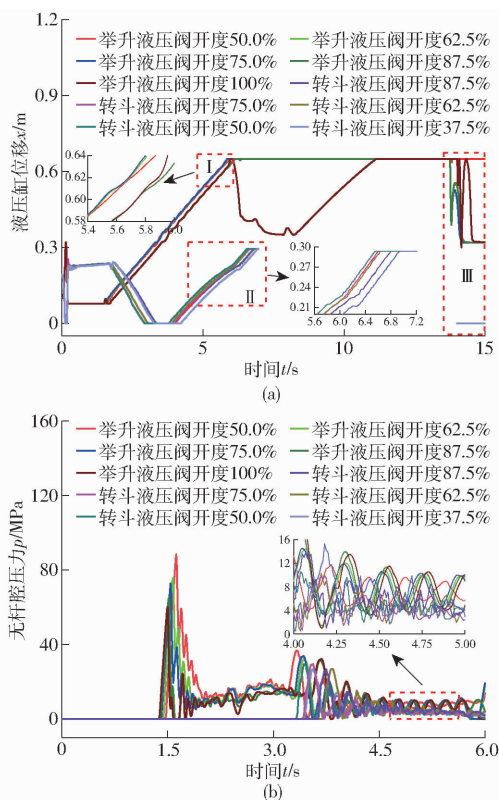 举升液压阀开度50.0% 举升液压阀开度62.5%
举升液压阀开度75.0% 举升液压阀开度87.5%
举升液压阀开度100% 转斗液压阀开度87.5%
转斗液压阀开度75.0% 转斗液压阀开度62.5%
转斗液压阀开度50.0% 转斗液压阀开度37.5%
液压缸位移x/m
1.2
0.9
0.6
0.3
0
0.64
0.62
0.60
0.58
5.4 5.6 5.8 6.0
I
II
III
0.30
0.27
0.24
0.21
5.6 6.0 6.4 6.8 7.2
0 5 10 15
时间t/s
(a)
举升液压阀开度50.0% 举升液压阀开度62.5%
举升液压阀开度75.0% 举升液压阀开度87.5%
举升液压阀开度100% 转斗液压阀开度87.5%
转斗液压阀开度75.0% 转斗液压阀开度62.5%
转斗液压阀开度50.0% 转斗液压阀开度37.5%
无杆腔压力p/MPa
160
120
80
40
0
16
12
8
4
0
4.00 4.25 4.50 4.75 5.00
0 1.5 3.0 4.5 6.0
时间t/s
(b)